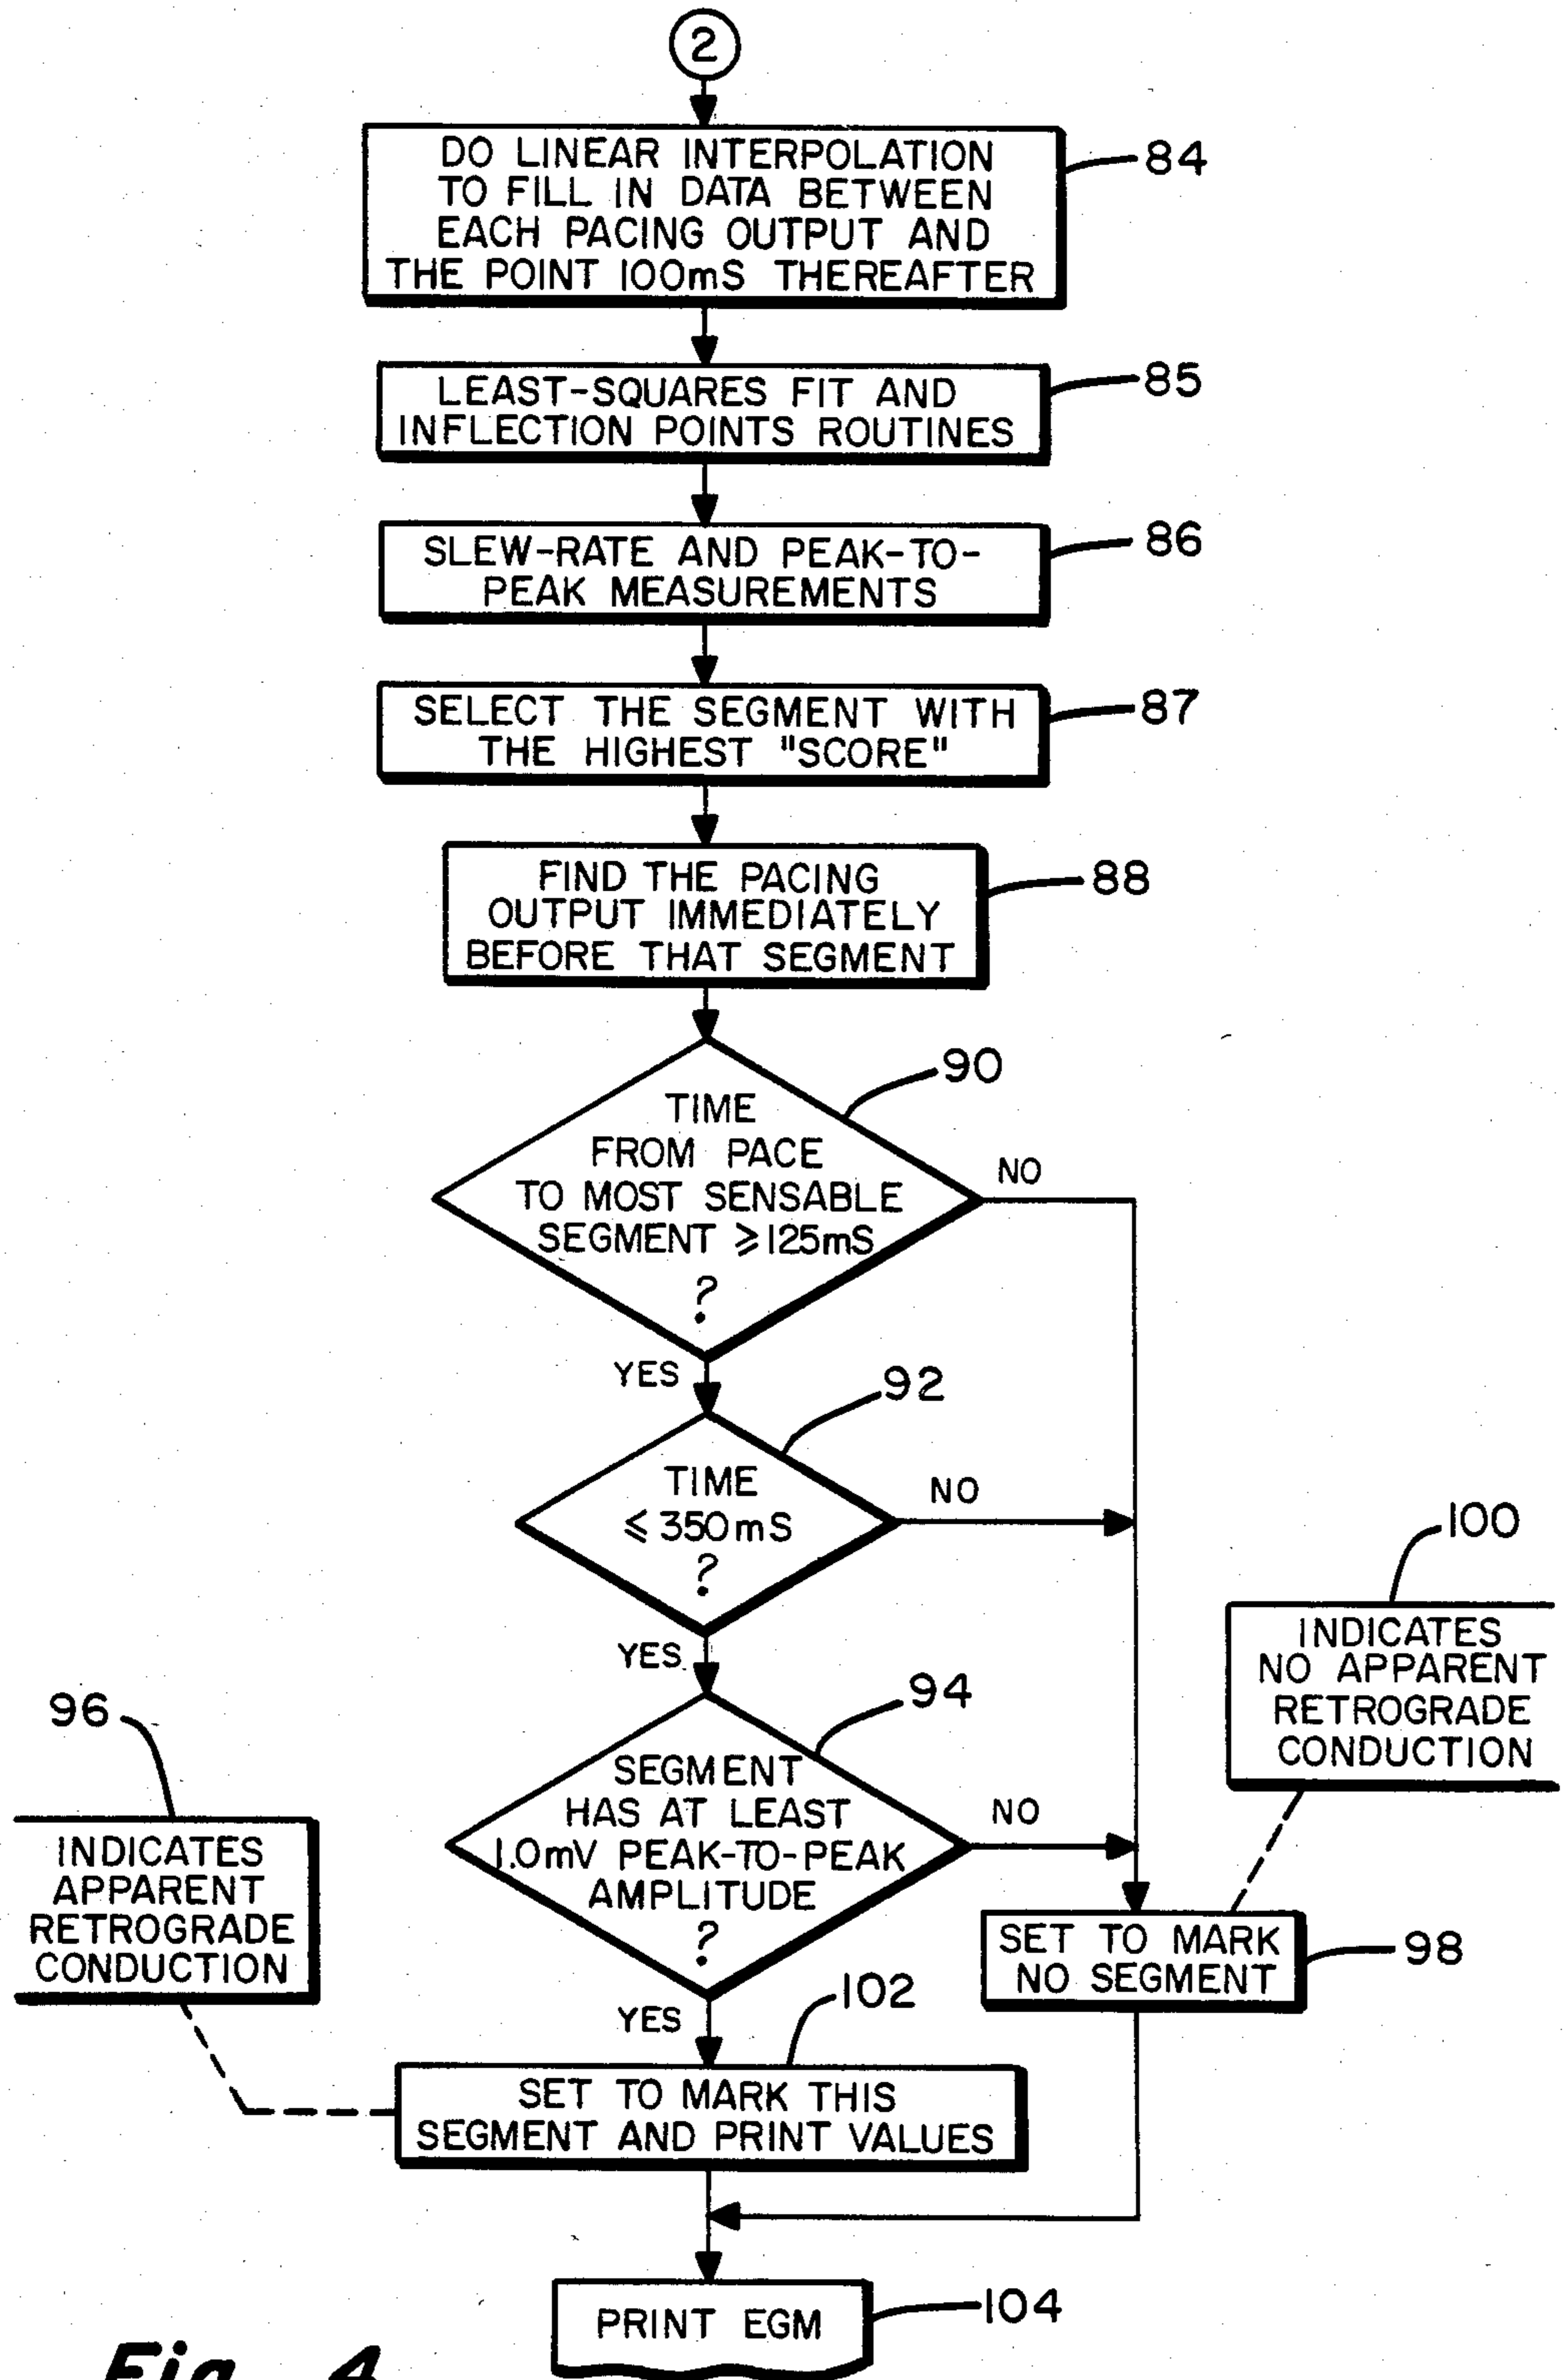 2
DO LINEAR INTERPOLATION
TO FILL IN DATA BETWEEN
EACH PACING OUTPUT AND
THE POINT 100mS THEREAFTER
84
LEAST-SQUARES FIT AND
INFLECTION POINTS ROUTINES
85
SLEW-RATE AND PEAK-TO-
PEAK MEASUREMENTS
86
SELECT THE SEGMENT WITH
THE HIGHEST "SCORE"
87
FIND THE PACING
OUTPUT IMMEDIATELY
BEFORE THAT SEGMENT
88
90
TIME
FROM PACE
TO MOST SENSABLE
SEGMENT ⩾125mS
?
NO
YES
92
TIME
⩽350mS
?
NO
YES
100
INDICATES
NO APPARENT
RETROGRADE
CONDUCTION
94
SEGMENT
HAS AT LEAST
1.0mV PEAK-TO-PEAK
AMPLITUDE
?
NO
YES
96
INDICATES
APPARENT
RETROGRADE
CONDUCTION
SET TO MARK
NO SEGMENT
98
102
SET TO MARK THIS
SEGMENT AND PRINT VALUES
PRINT EGM
104
Fig. 4